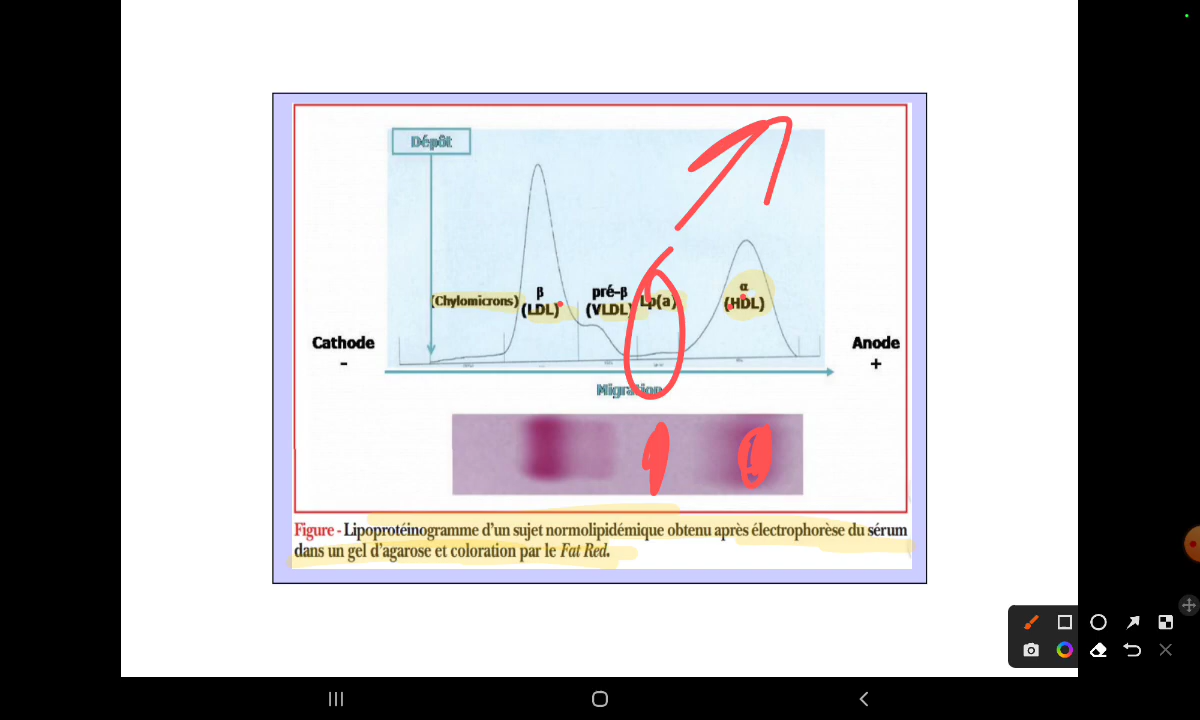 Dépôt
(Chylomicrons)
β
(LDL)
pré-β
(VLDL)
Lp(a)
α
(HDL)
Cathode
-
Anode
+
Migration
Figure - Lipoprotéinogramme d'un sujet normolipidémique obtenu après électrophorèse du sérum
dans un gel d'agarose et coloration par le Fat Red.